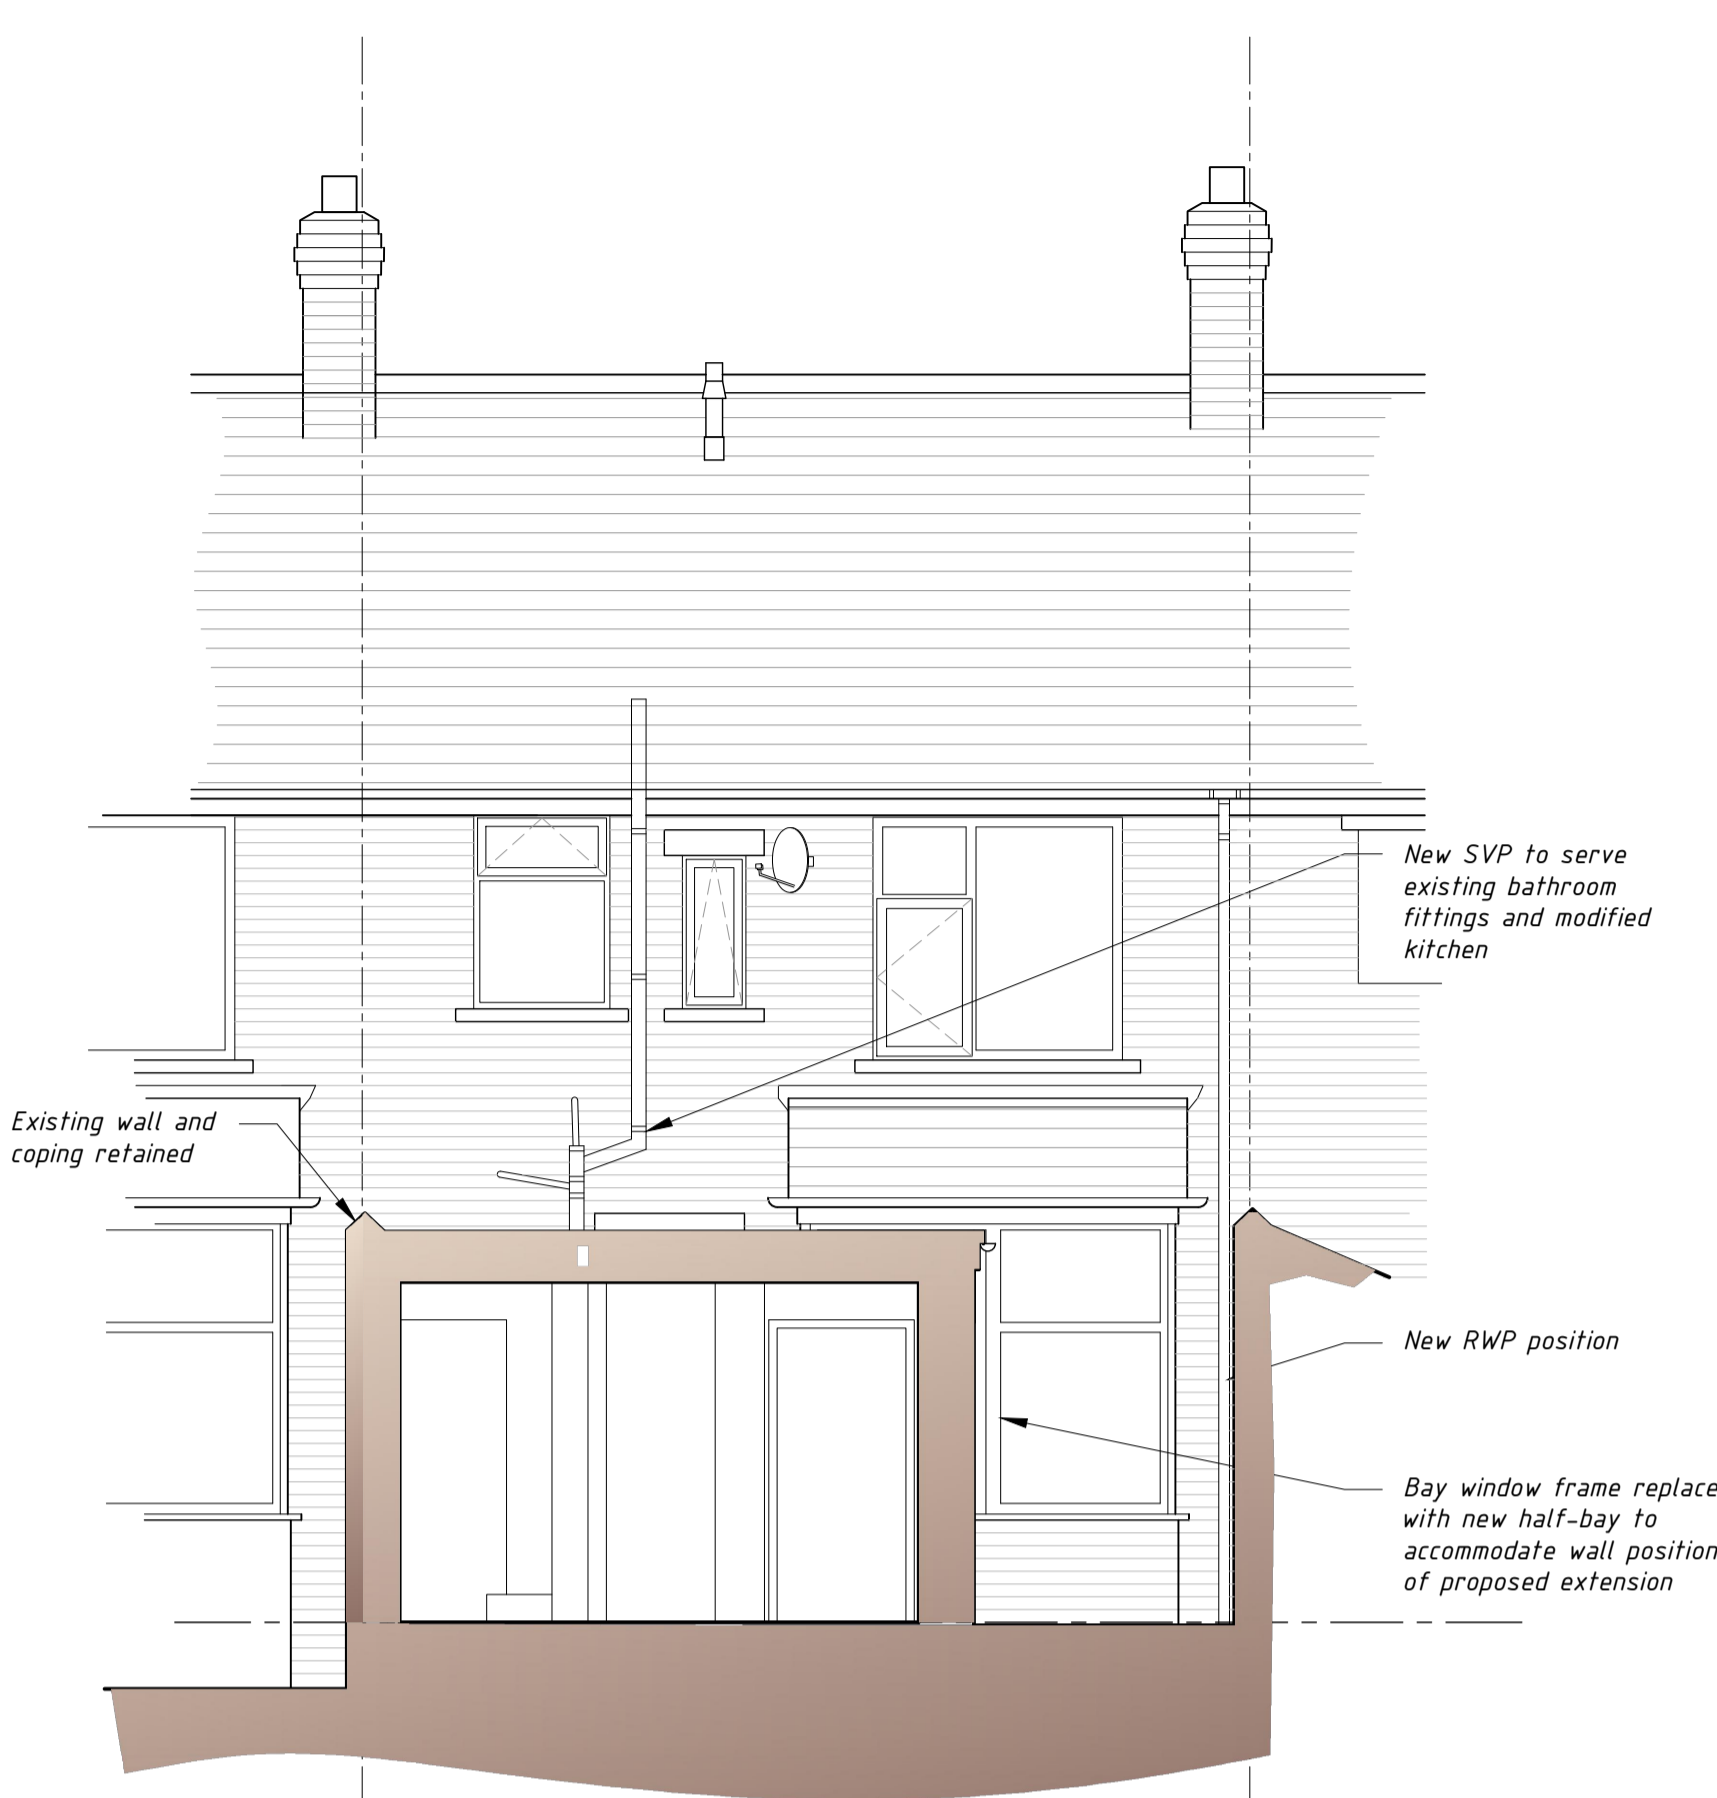 New SVP to serve
existing bathroom
fittings and modified
kitchen
Existing wall and
coping retained
New RWP position
Bay window frame replace
with new half-bay to
accommodate wall position
of proposed extension